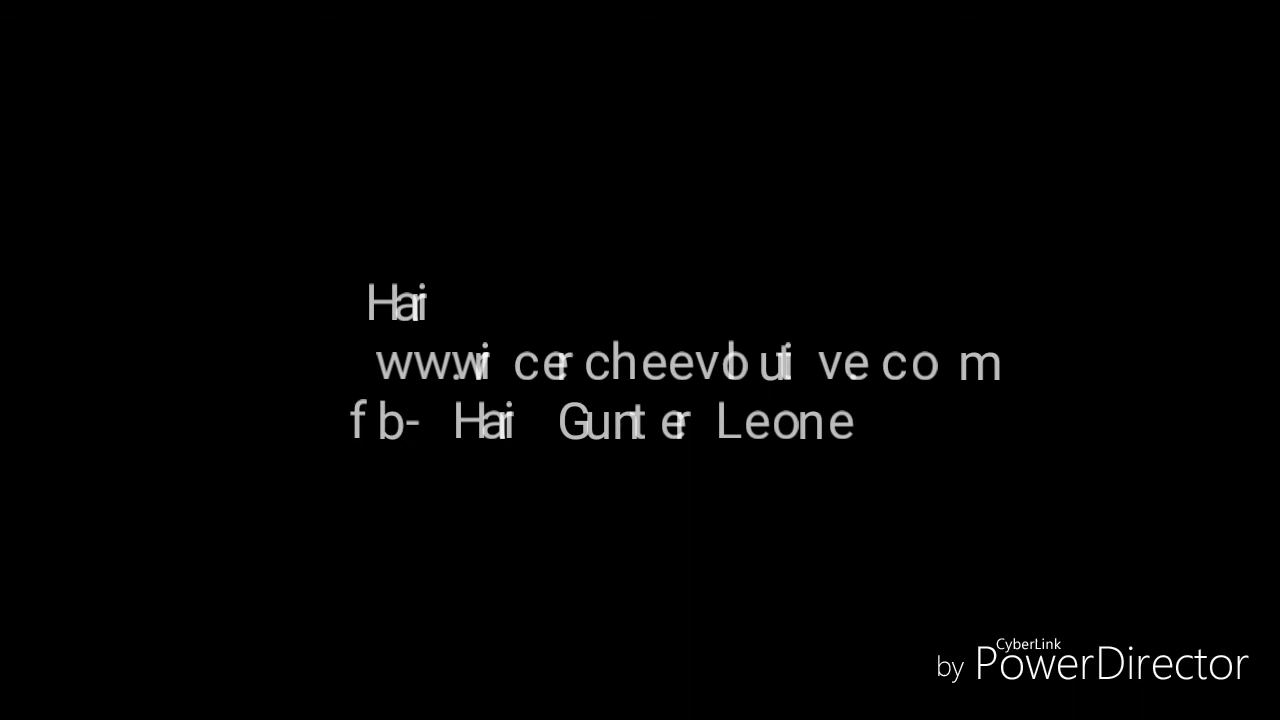 Hari
www.ricercheevolutive.com
fb- Hari Gunter Leone
CyberLink
by PowerDirector